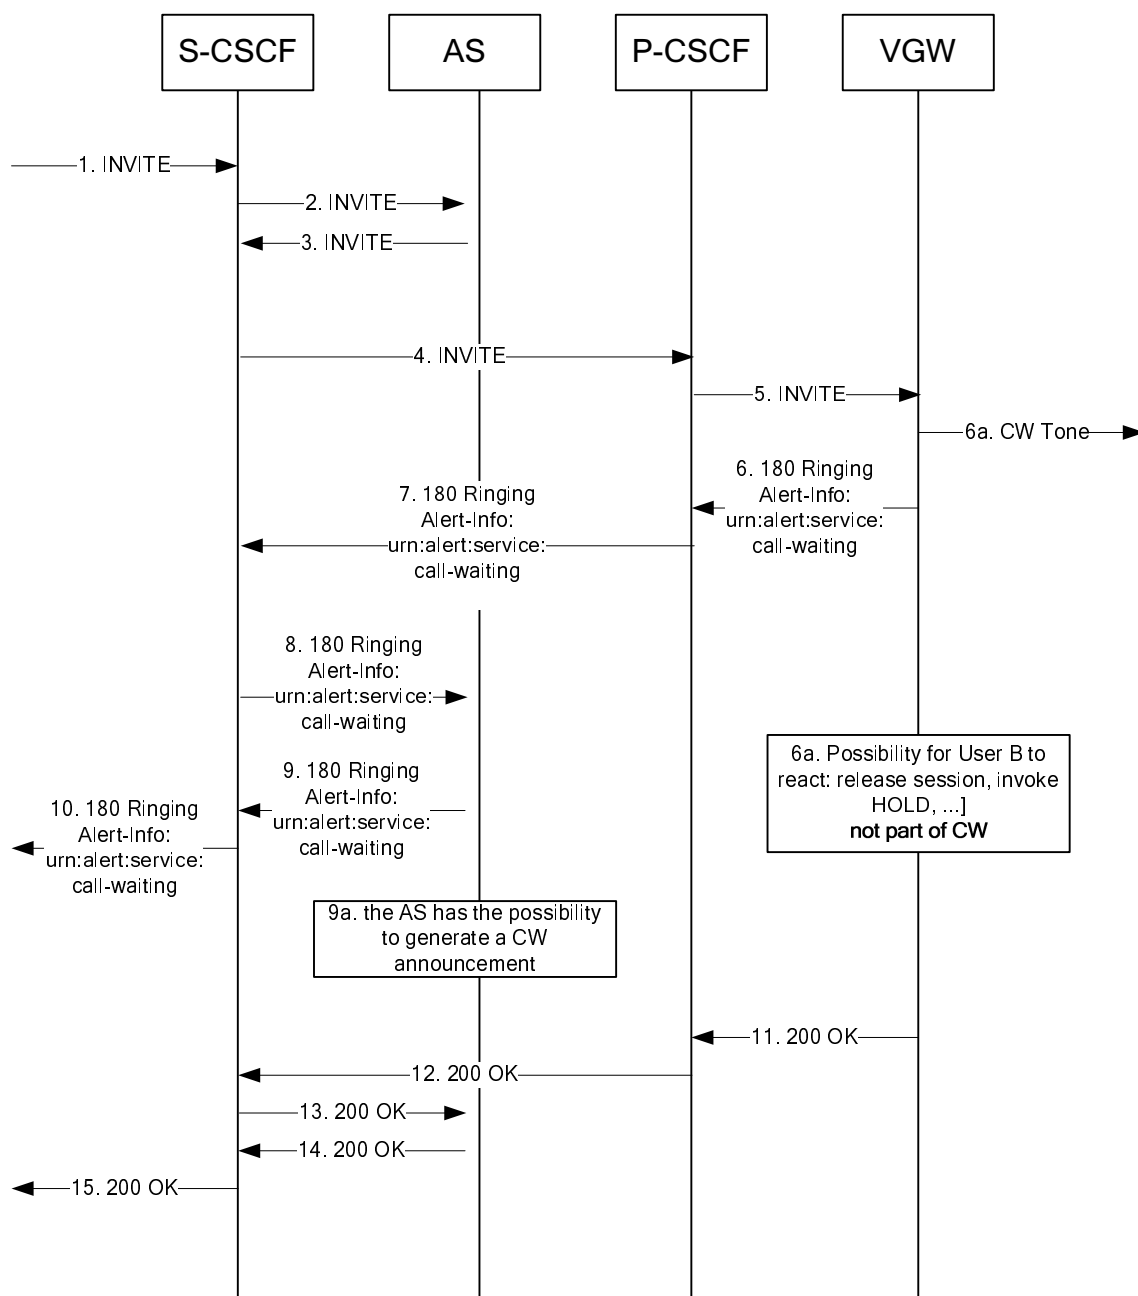 S-CSCF
AS
P-CSCF
VGW
1. INVITE
2. INVITE
3. INVITE
4. INVITE
5. INVITE
6a. CW Tone
6. 180 Ringing
Alert-Info:
urn:alert:service:
call-waiting
7. 180 Ringing
Alert-Info:
urn:alert:service:
call-waiting
8. 180 Ringing
Alert-Info:
urn:alert:service:
call-waiting
6a. Possibility for User B to
react: release session, invoke
HOLD, ...]
not part of CW
9. 180 Ringing
Alert-Info:
urn:alert:service:
call-waiting
10. 180 Ringing
Alert-Info:
urn:alert:service:
call-waiting
9a. the AS has the possibility
to generate a CW
announcement
11. 200 OK
12. 200 OK
13. 200 OK
14. 200 OK
15. 200 OK